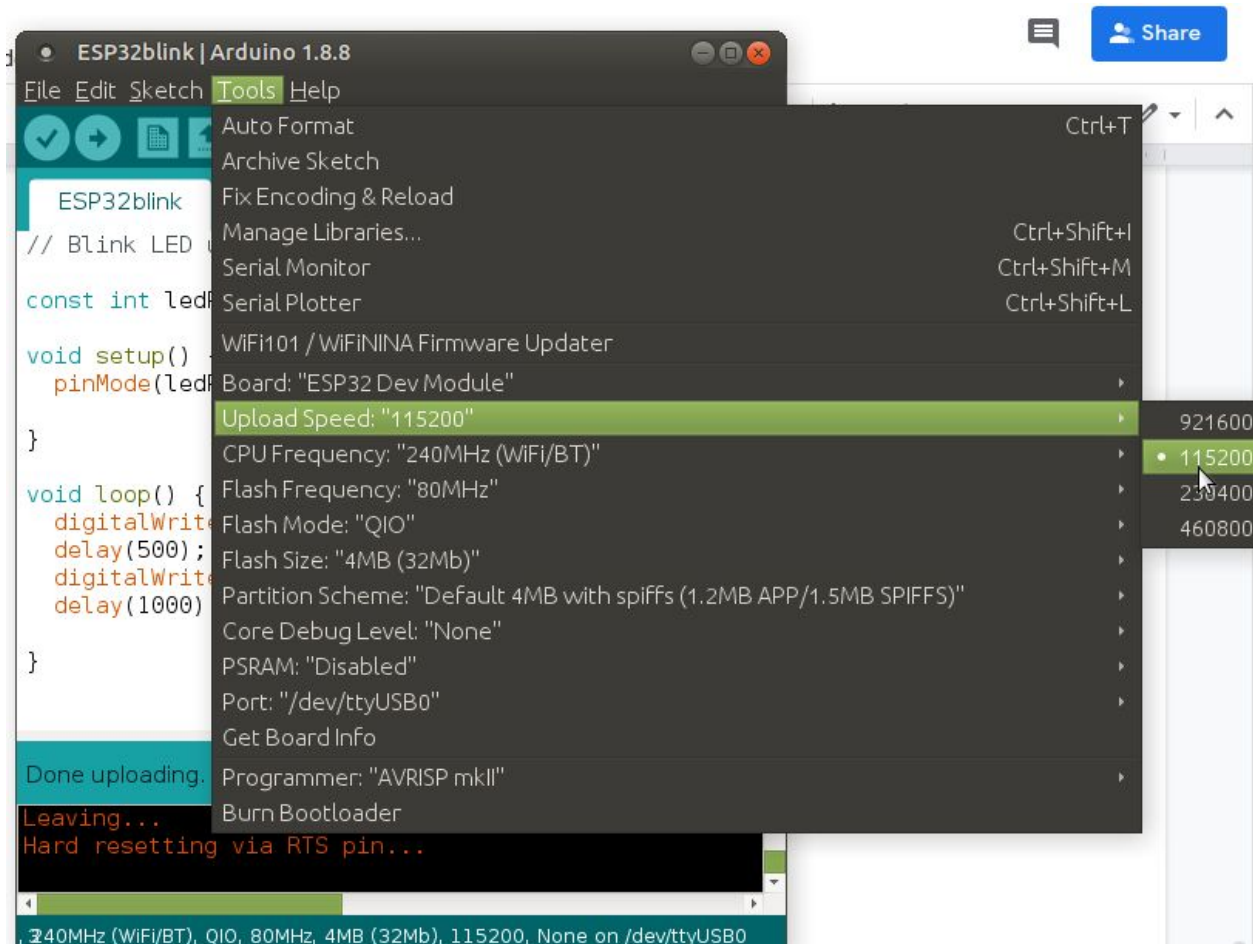 Share
ESP32blink | Arduino 1.8.8
File Edit Sketch Tools Help
Auto Format Ctrl+T
Archive Sketch
Fix Encoding & Reload
Manage Libraries... Ctrl+Shift+I
Serial Monitor Ctrl+Shift+M
Serial Plotter Ctrl+Shift+L
WiFi101 / WiFiNINA Firmware Updater
Board: "ESP32 Dev Module"
Upload Speed: "115200"
CPU Frequency: "240MHz (WiFi/BT)"
Flash Frequency: "80MHz"
Flash Mode: "QIO"
Flash Size: "4MB (32Mb)"
Partition Scheme: "Default 4MB with spiffs (1.2MB APP/1.5MB SPIFFS)"
Core Debug Level: "None"
PSRAM: "Disabled"
Port: "/dev/ttyUSB0"
Get Board Info
Programmer: "AVRISP mkII"
Burn Bootloader
921600
115200
230400
460800
ESP32blink
// Blink LED
const int led
void setup()
pinMode(led
}
void loop() {
digitalWrite
delay(500);
digitalWrite
delay(1000)
}
Done uploading.
Leaving...
Hard resetting via RTS pin...
240MHz (WiFi/BT), QIO, 80MHz, 4MB (32Mb), 115200, None on /dev/ttyUSB0